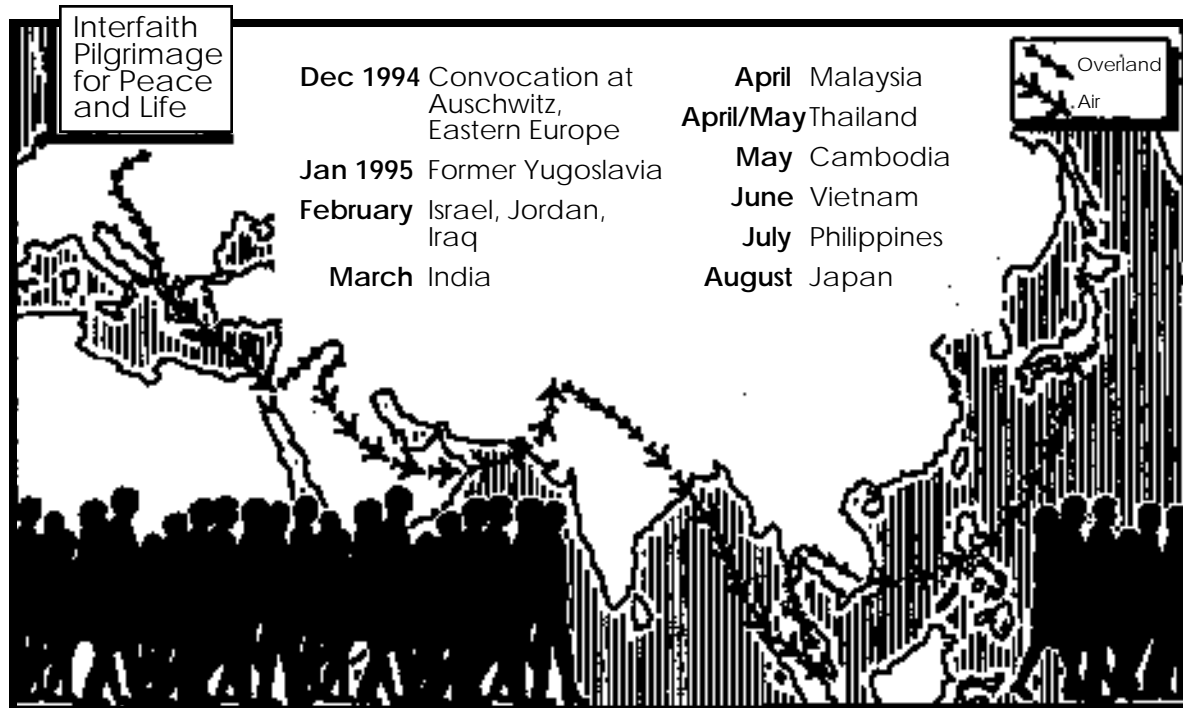 Interfaith
Pilgrimage
for Peace
and Life
Dec 1994 Convocation at
Auschwitz,
Eastern Europe
Jan 1995 Former Yugoslavia
February Israel, Jordan,
Iraq
March India
April Malaysia
April/May Thailand
May Cambodia
June Vietnam
July Philippines
August Japan
Overland
Air